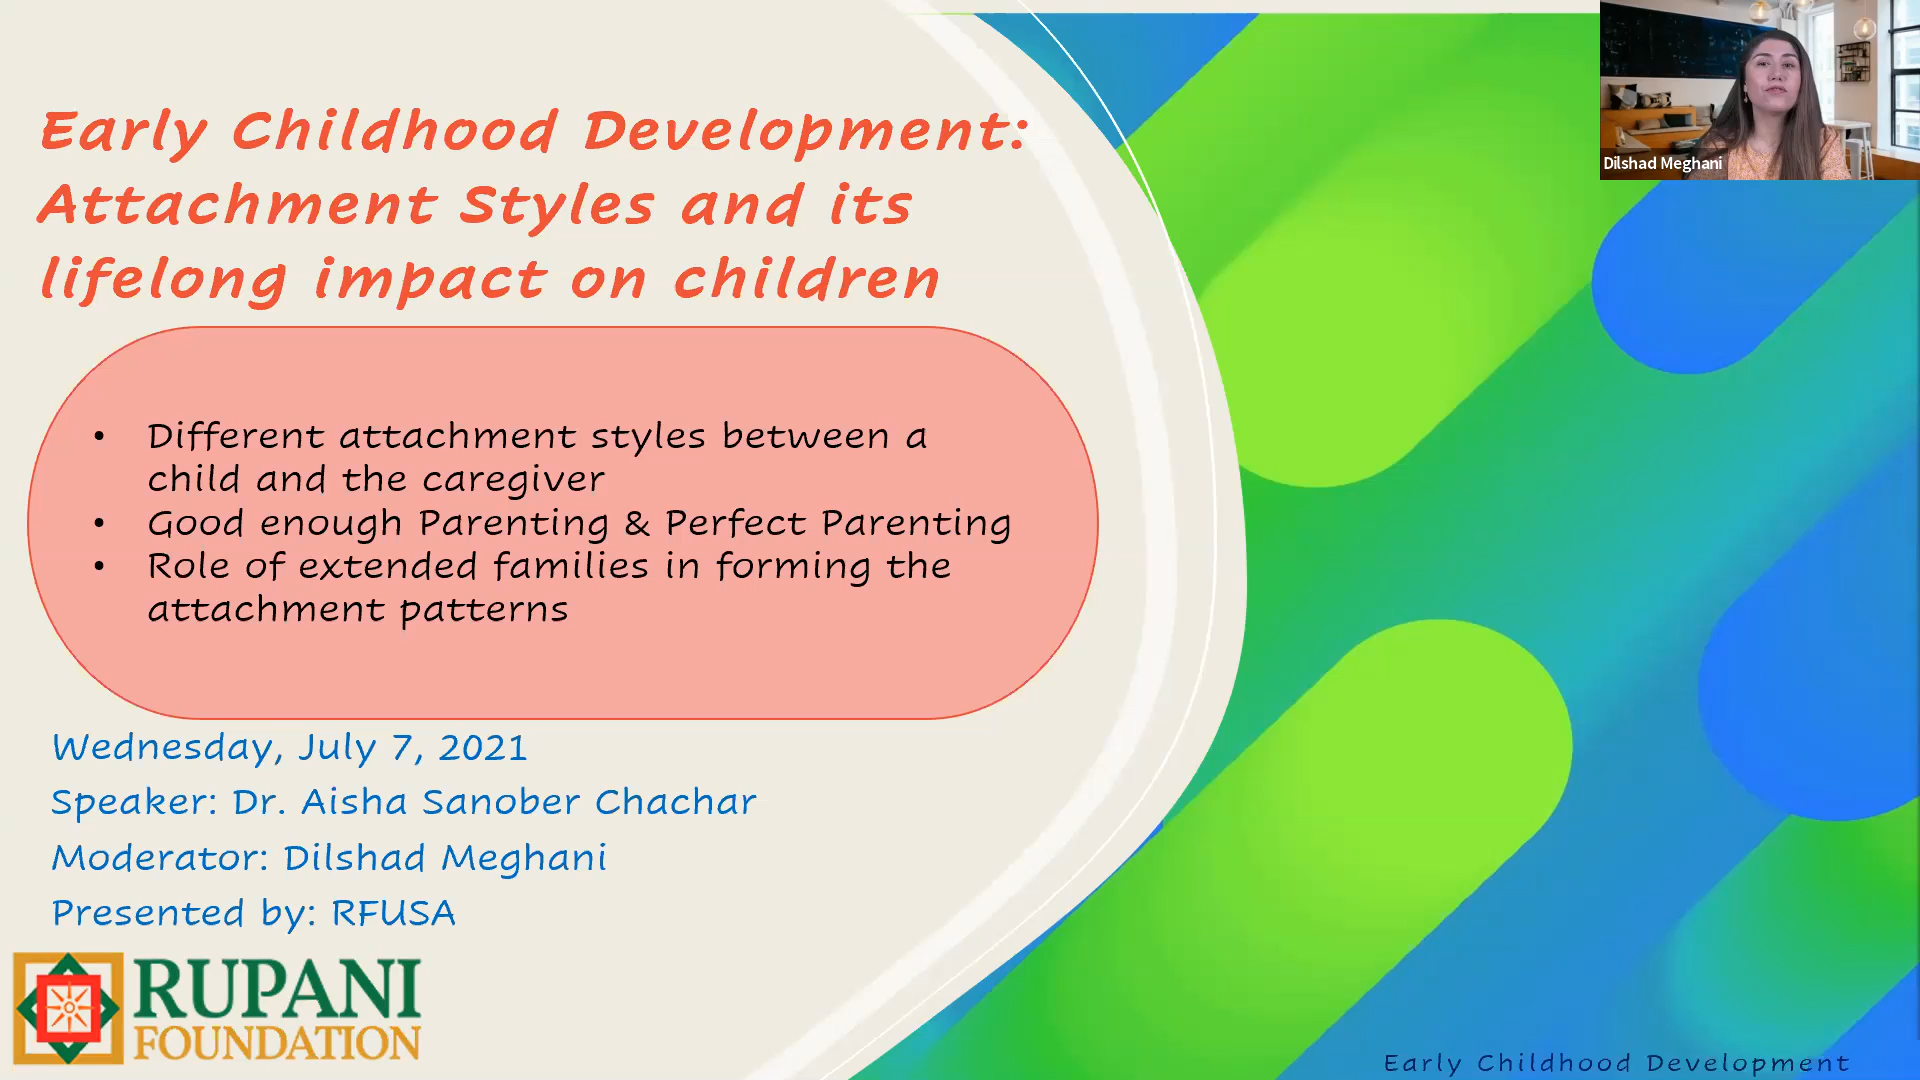 Early Childhood Development:
Attachment Styles and its
lifelong impact on children
• Different attachment styles between a
child and the caregiver
• Good enough Parenting & Perfect Parenting
• Role of extended families in forming the
attachment patterns
Wednesday, July 7, 2021
Speaker: Dr. Aisha Sanober Chachar
Moderator: Dilshad Meghani
Presented by: RFUSA
RUPANI
FOUNDATION
Dilshad Meghani
Early Childhood Development